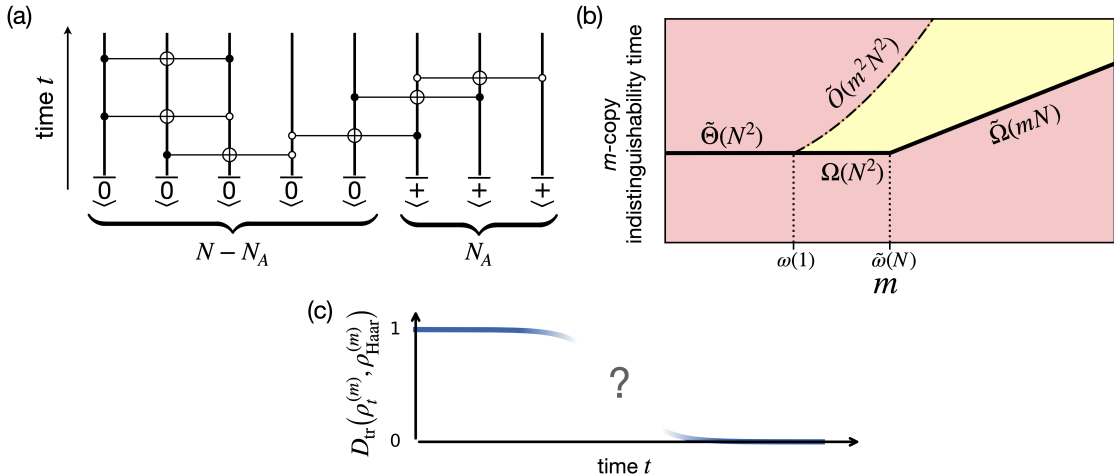 (a)
time t
|0⟩ |0⟩ |0⟩ |0⟩ |0⟩ |+⟩ |+⟩ |+⟩
N − N_A
N_A
(b)
m-copy
indistinguishability time
Θ̃(N²)
Õ(m²N²)
Ω(N²)
Ω̃(mN)
ω(1)
ω̃(N)
m
(c)
D_tr(ρ_t^(m), ρ_Haar^(m))
1
0
?
time t